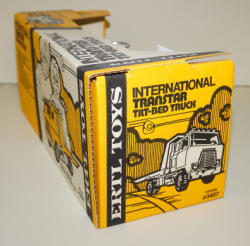 INTERNATIONAL
TRANSTAR
TILT-BED TRUCK
ERTL TOYS
#3407